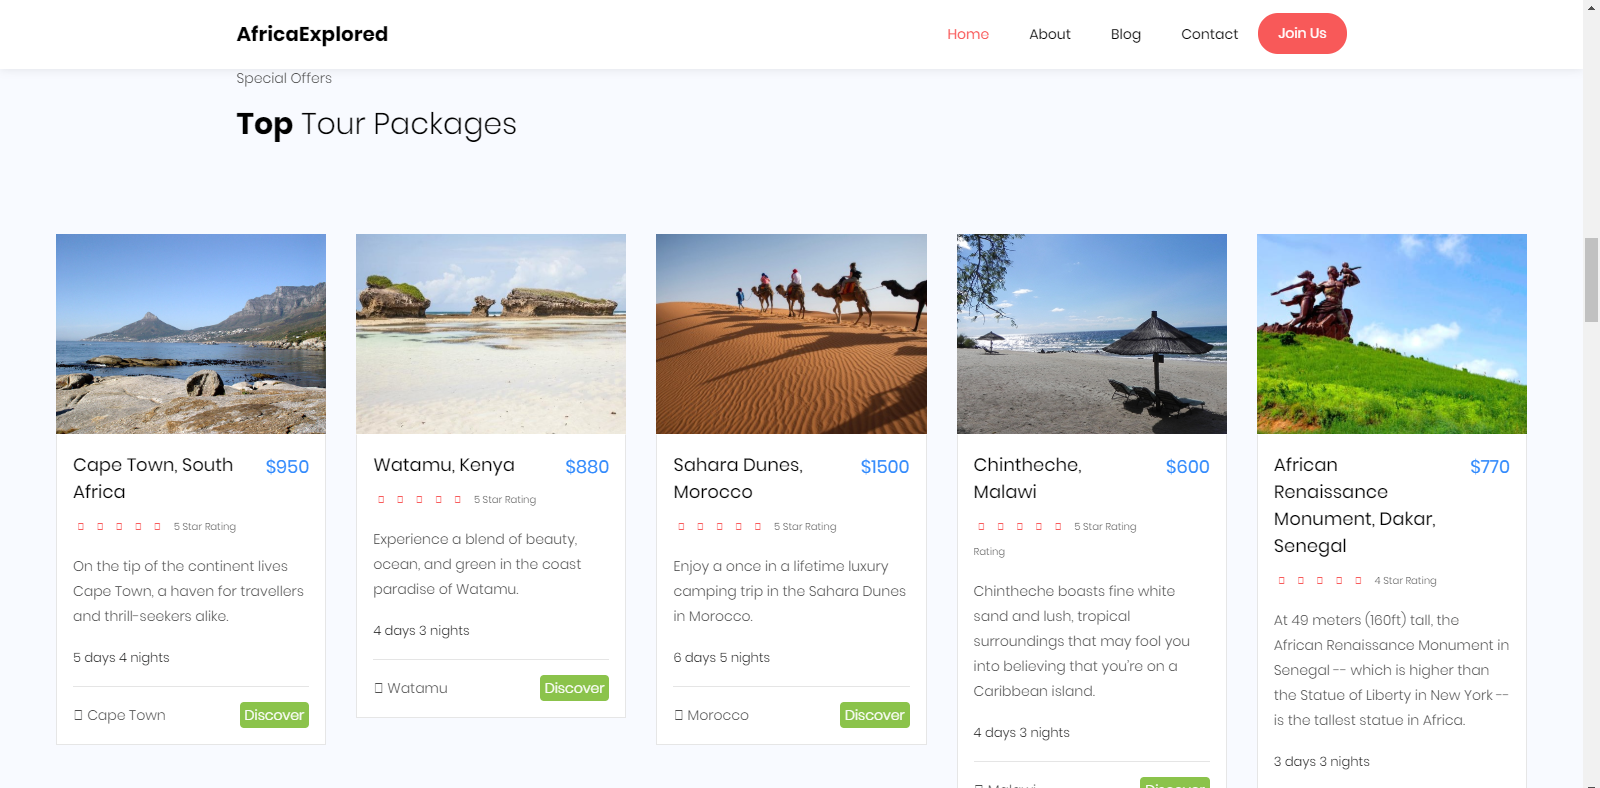 AfricaExplored
Home
About
Blog
Contact
Join Us
Special Offers
Top Tour Packages
Cape Town, South
Africa
$950
5 Star Rating
On the tip of the continent lives
Cape Town, a haven for travellers
and thrill-seekers alike.
5 days 4 nights
Cape Town
Discover
Watamu, Kenya
$880
5 Star Rating
Experience a blend of beauty,
ocean, and green in the coast
paradise of Watamu.
4 days 3 nights
Watamu
Discover
Sahara Dunes,
Morocco
$1500
5 Star Rating
Enjoy a once in a lifetime luxury
camping trip in the Sahara Dunes
in Morocco.
6 days 5 nights
Morocco
Discover
Chintheche,
Malawi
$600
5 Star Rating
Rating
Chintheche boasts fine white
sand and lush, tropical
surroundings that may fool you
into believing that you're on a
Caribbean island.
4 days 3 nights
Malawi
Discover
African
Renaissance
Monument, Dakar,
Senegal
$770
4 Star Rating
At 49 meters (160ft) tall, the
African Renaissance Monument in
Senegal -- which is higher than
the Statue of Liberty in New York --
is the tallest statue in Africa.
3 days 3 nights